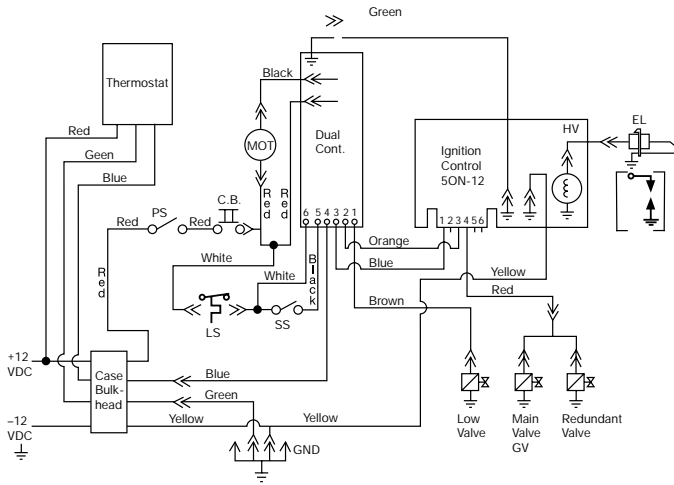 Green
Thermostat
Black
MOT
Dual
Cont.
HV
EL
Ignition
Control
5ON-12
Red
Geen
Blue
Red
Red
PS
Red
C.B.
Red
White
White
6 5 4 3 2 1
1 2 3 4 5 6
Orange
Blue
Black
Yellow
Red
Brown
LS
SS
+12
VDC
Case
Bulk-
head
Blue
Green
–12
VDC
Yellow
Yellow
GND
Low
Valve
Main
Valve
GV
Redundant
Valve
Red